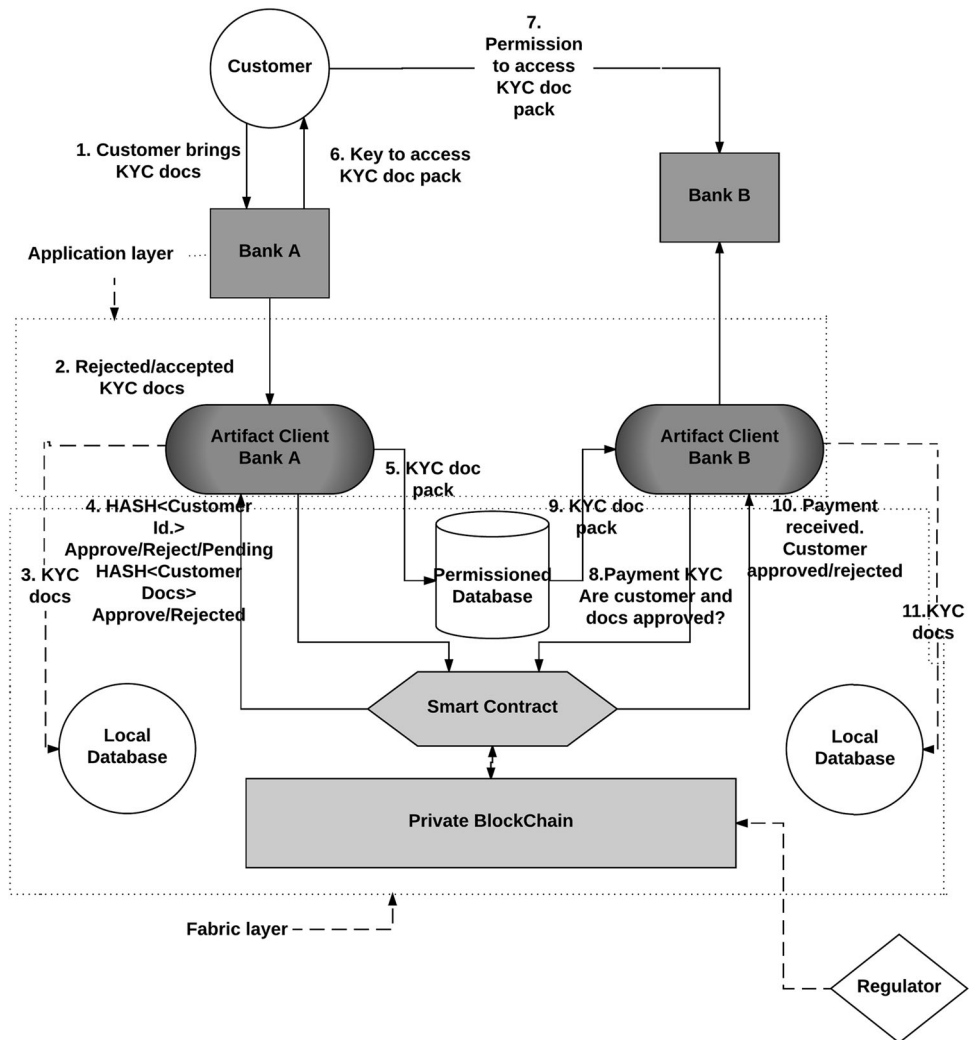 Customer
7.
Permission
to access
KYC doc
pack
1. Customer brings
KYC docs
6. Key to access
KYC doc pack
Bank B
Application layer
Bank A
2. Rejected/accepted
KYC docs
Artifact Client
Bank A
Artifact Client
Bank B
5. KYC doc
pack
4. HASH<Customer
Id.>
Approve/Reject/Pending
HASH<Customer
Docs>
Approve/Rejected
9. KYC doc
pack
10. Payment
received.
Customer
approved/rejected
3. KYC
docs
Permissioned
Database
8.Payment KYC
Are customer and
docs approved?
11.KYC
docs
Smart Contract
Local
Database
Local
Database
Private BlockChain
Fabric layer
Regulator